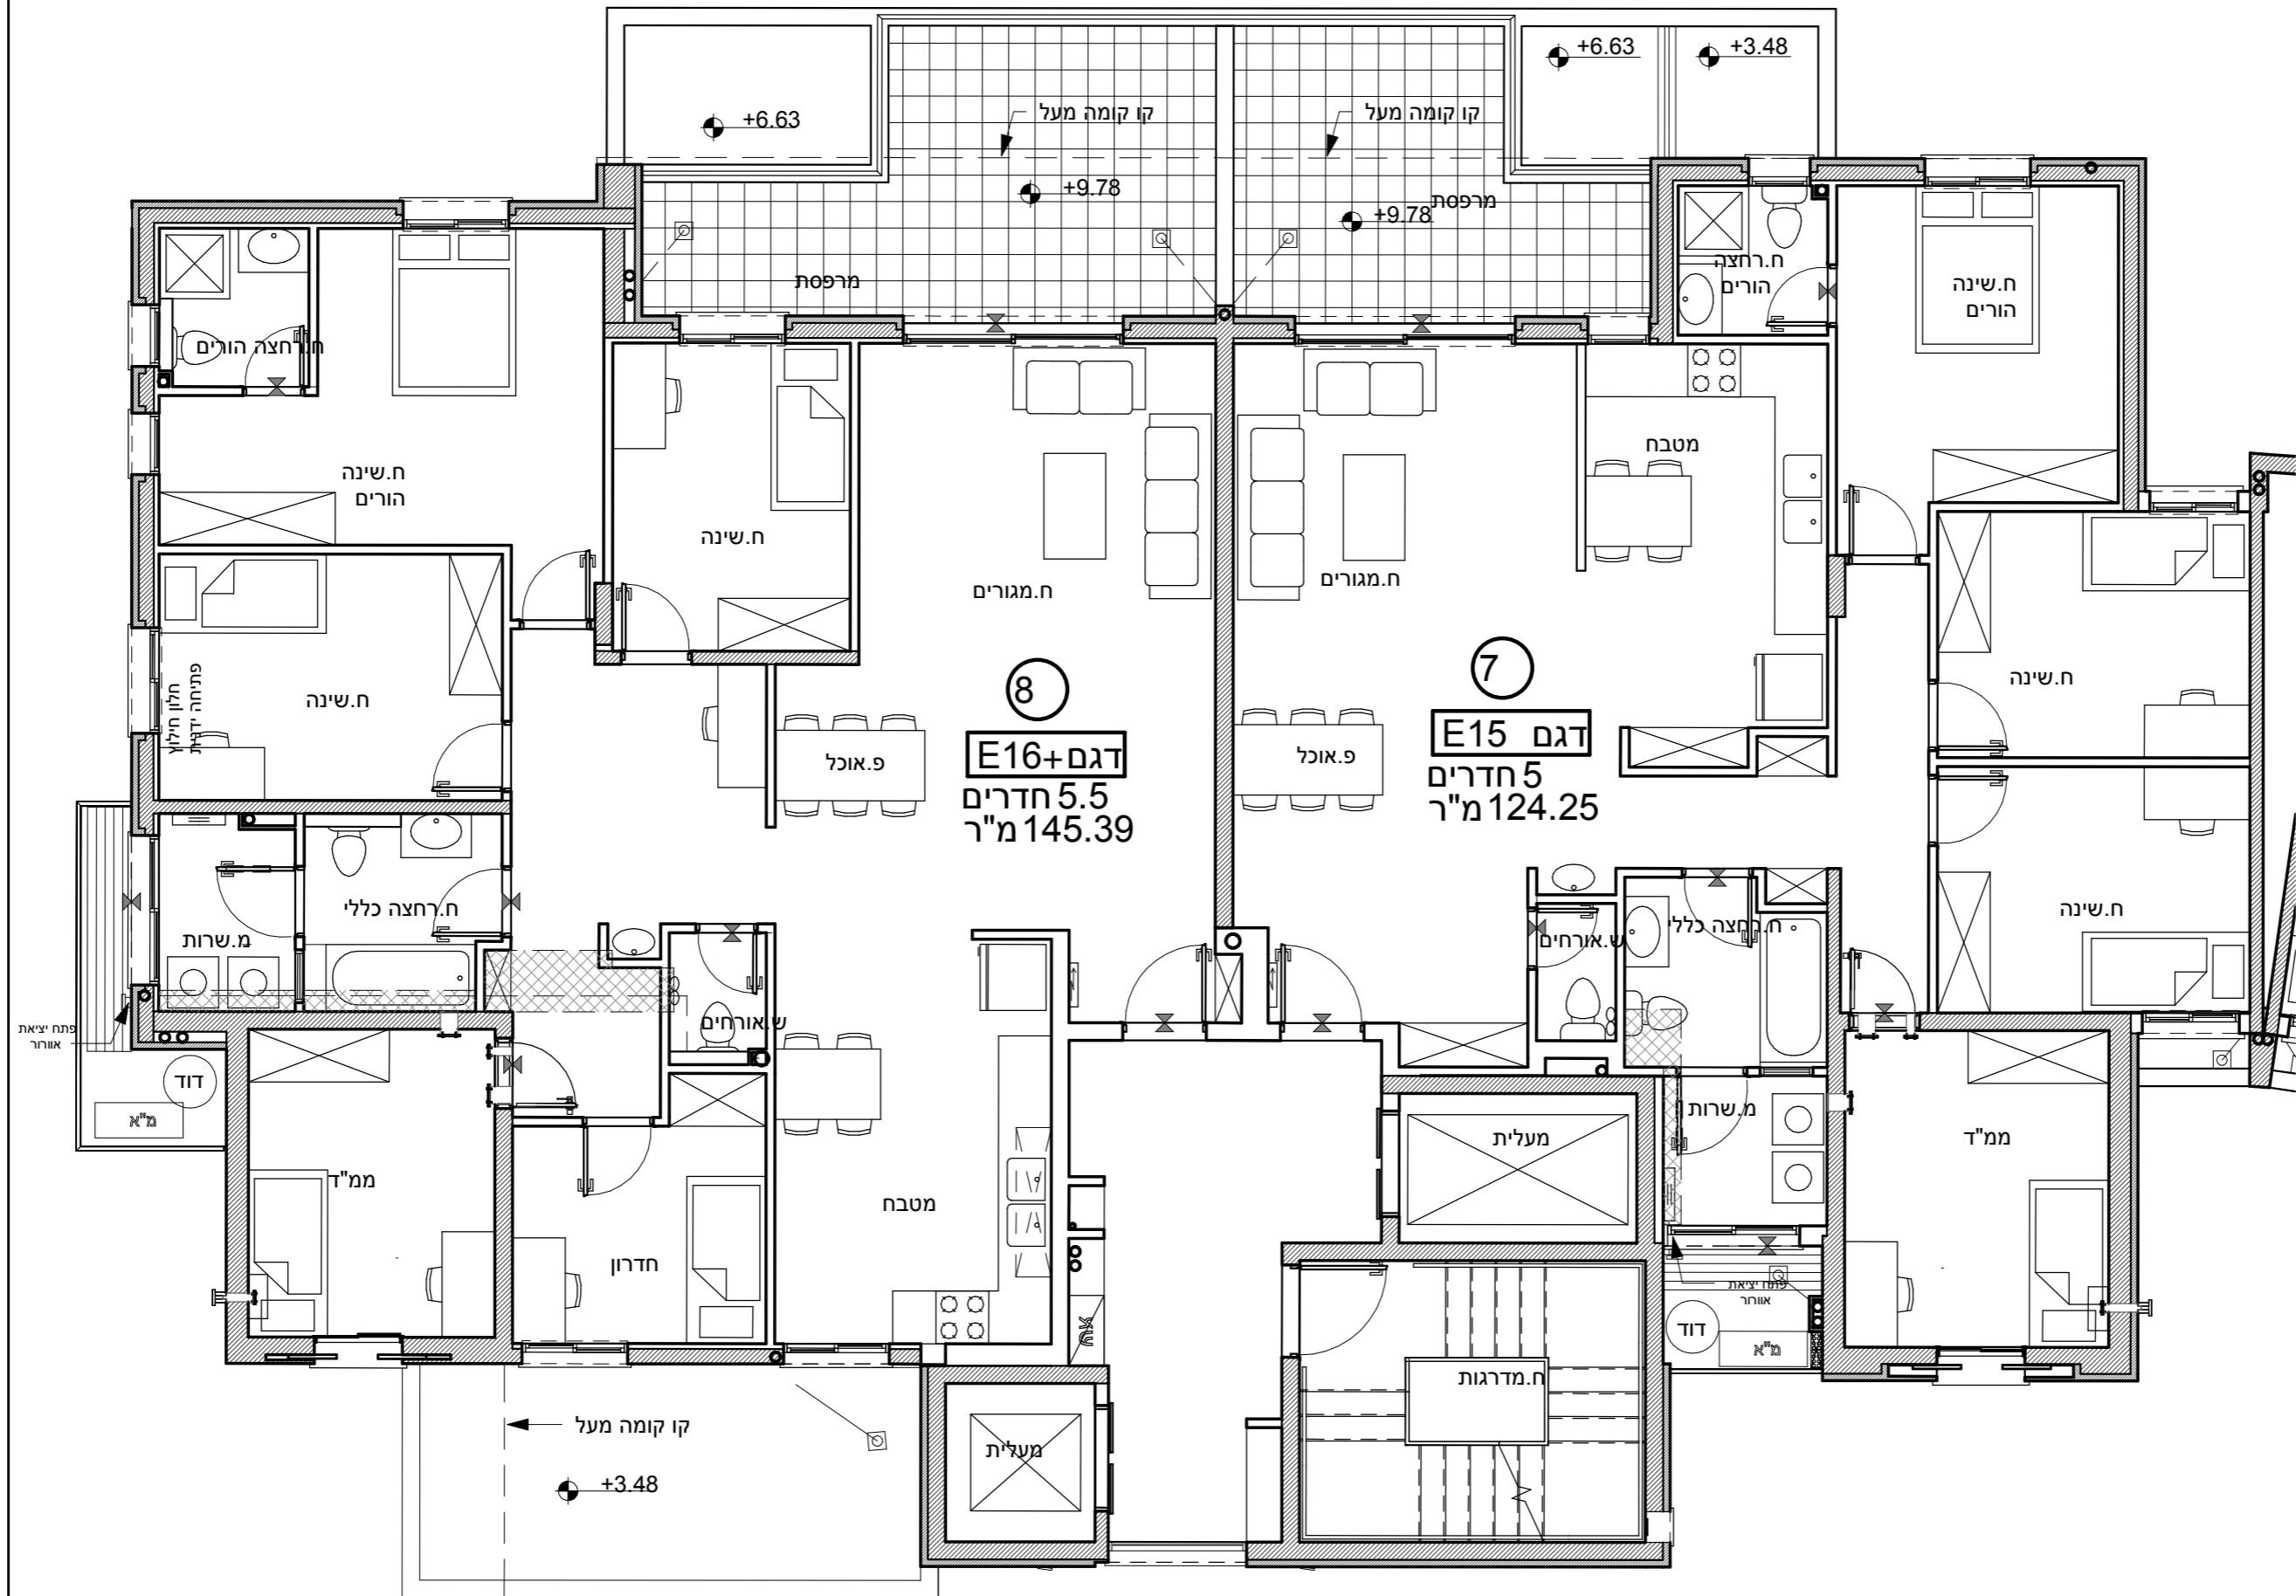 +6.63
+3.48
+6.63
קו קומה מעל
קו קומה מעל
+9.78
+9.78
מרפסת
מרפסת
ח.רחצה
הורים
ח.שינה
הורים
ח.רחצה הורים
ח.שינה
הורים
ח.שינה
מטבח
ח.מגורים
ח.מגורים
8
7
דגם E16+
5.5 חדרים
145.39 מ"ר
דגם E15
5 חדרים
124.25 מ"ר
פ.אוכל
פ.אוכל
ח.שינה
חלון חילוץ
פתיחה ידנית
ח.שינה
ח.שינה
ח.רחצה כללי
מ.שרות
ש.אורחים
ש.אורחים
ח.רחצה כללי
פתח יציאת
אוורור
דוד
מ"א
ממ"ד
חדרון
מטבח
מעלית
מ.שרות
ממ"ד
פתח יציאת
אוורור
דוד
מ"א
אש
ח.מדרגות
מעלית
קו קומה מעל
+3.48